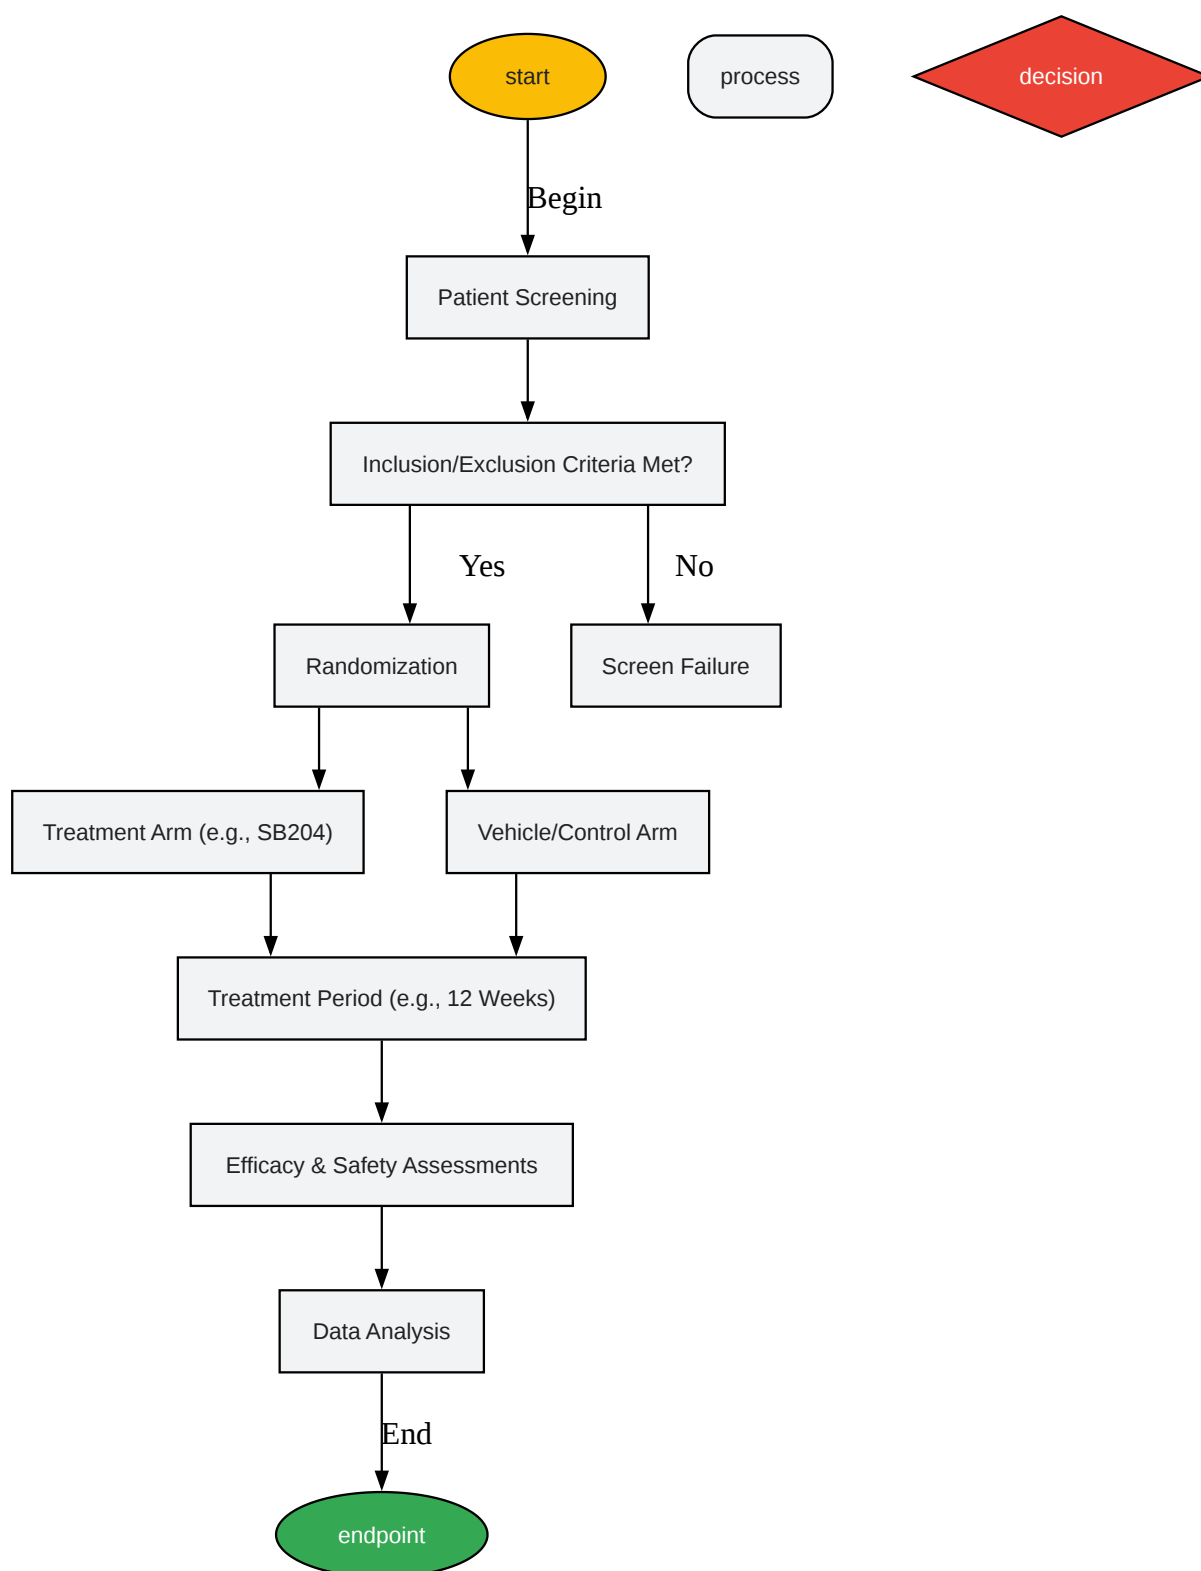 start
process
decision
Begin
Patient Screening
Inclusion/Exclusion Criteria Met?
Yes
No
Randomization
Screen Failure
Treatment Arm (e.g., SB204)
Vehicle/Control Arm
Treatment Period (e.g., 12 Weeks)
Efficacy & Safety Assessments
Data Analysis
End
endpoint